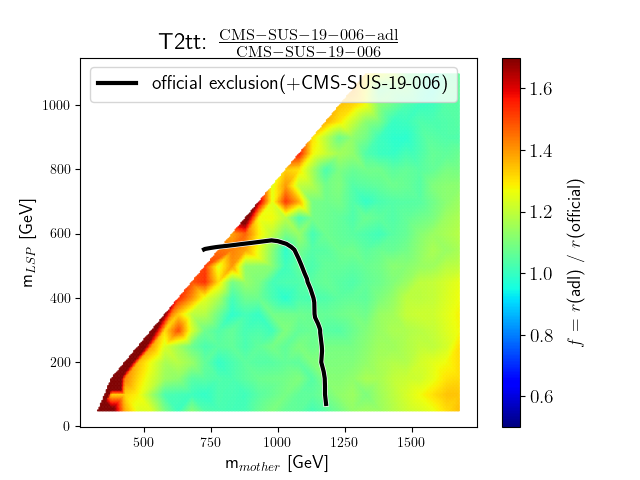 T2tt: CMS−SUS−19−006−adl
CMS−SUS−19−006
official exclusion(+CMS-SUS-19-006)
1000
800
600
400
200
0
m_LSP [GeV]
500 750 1000 1250 1500
m_mother [GeV]
1.6
1.4
1.2
1.0
0.8
0.6
f = r(adl) / r(official)